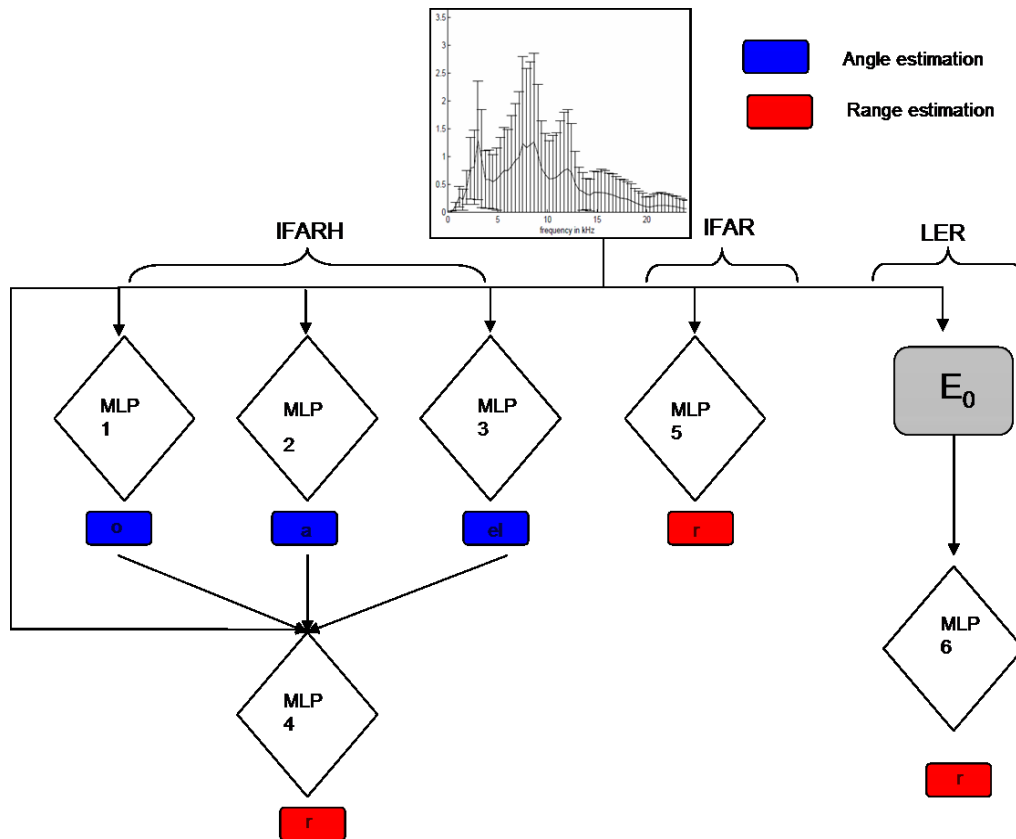 3.5
3
2.5
2
1.5
1
0.5
0
0 5 10 15 20
frequency in kHz
Angle estimation
Range estimation
IFARH
IFAR
LER
MLP
1
MLP
2
MLP
3
MLP
5
E0
o
a
el
r
MLP
6
MLP
4
r
r